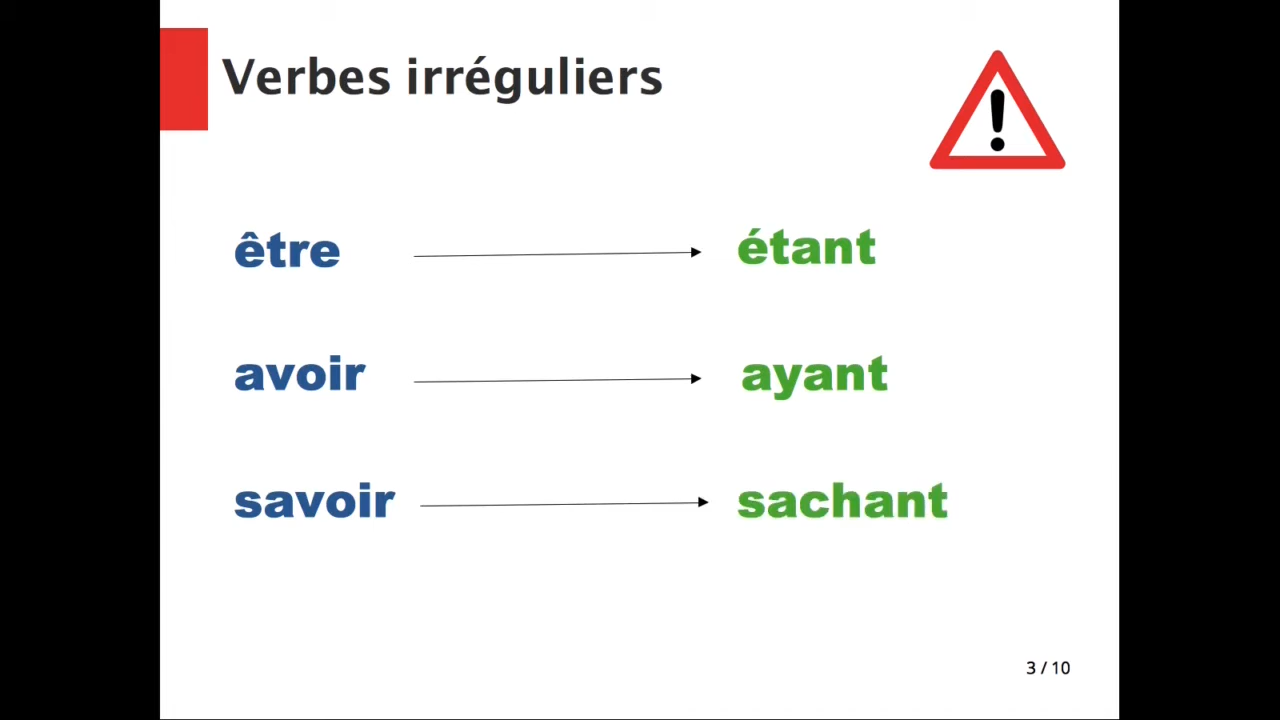 Verbes irréguliers
être étant
avoir ayant
savoir sachant
3 / 10